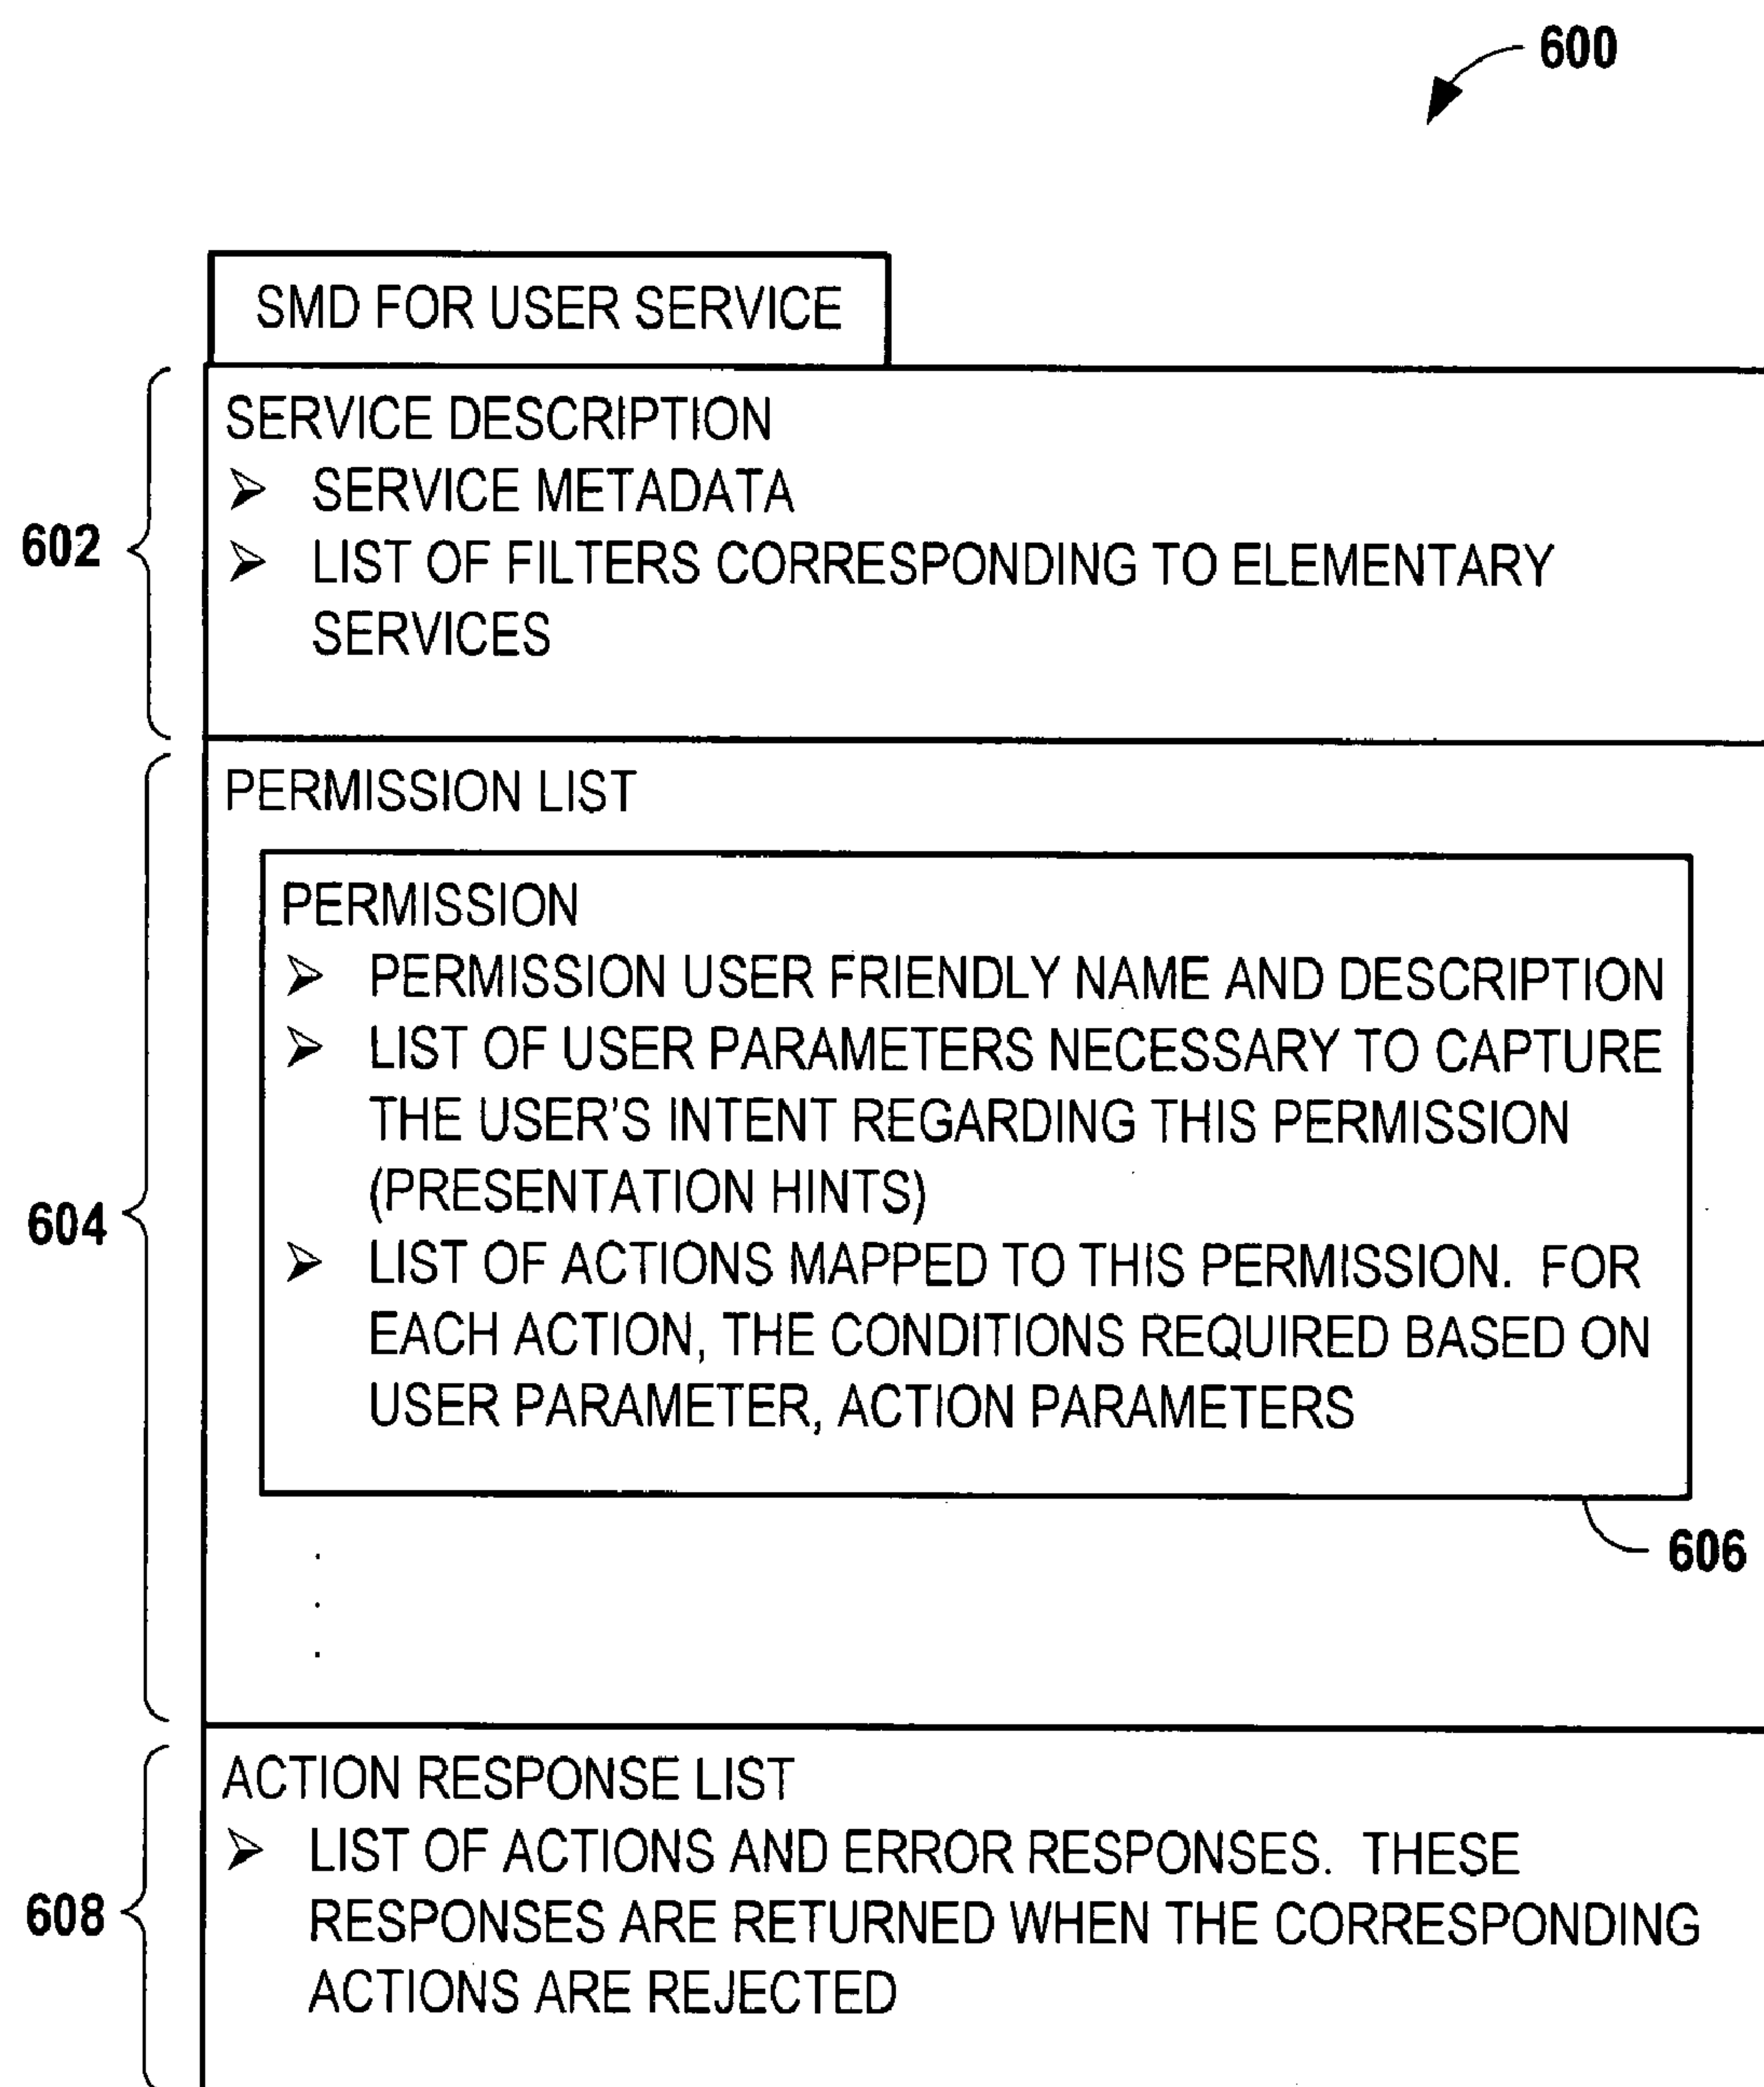 600
SMD FOR USER SERVICE
602
SERVICE DESCRIPTION
➢ SERVICE METADATA
➢ LIST OF FILTERS CORRESPONDING TO ELEMENTARY
SERVICES
604
PERMISSION LIST
PERMISSION
➢ PERMISSION USER FRIENDLY NAME AND DESCRIPTION
➢ LIST OF USER PARAMETERS NECESSARY TO CAPTURE
THE USER'S INTENT REGARDING THIS PERMISSION
(PRESENTATION HINTS)
➢ LIST OF ACTIONS MAPPED TO THIS PERMISSION. FOR
EACH ACTION, THE CONDITIONS REQUIRED BASED ON
USER PARAMETER, ACTION PARAMETERS
606
608
ACTION RESPONSE LIST
➢ LIST OF ACTIONS AND ERROR RESPONSES. THESE
RESPONSES ARE RETURNED WHEN THE CORRESPONDING
ACTIONS ARE REJECTED